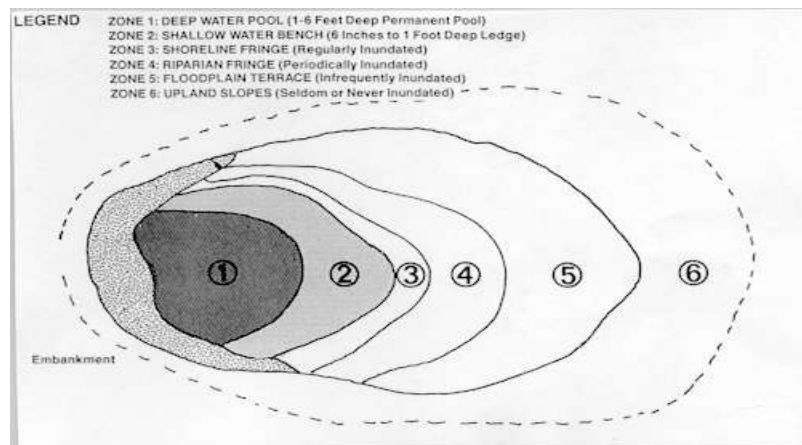 LEGEND ZONE 1: DEEP WATER POOL (1-6 Feet Deep Permanent Pool)
ZONE 2: SHALLOW WATER BENCH (6 Inches to 1 Foot Deep Ledge)
ZONE 3: SHORELINE FRINGE (Regularly Inundated)
ZONE 4: RIPARIAN FRINGE (Periodically Inundated)
ZONE 5: FLOODPLAIN TERRACE (Infrequently Inundated)
ZONE 6: UPLAND SLOPES (Seldom or Never Inundated)
1 2 3 4 5 6
Embankment